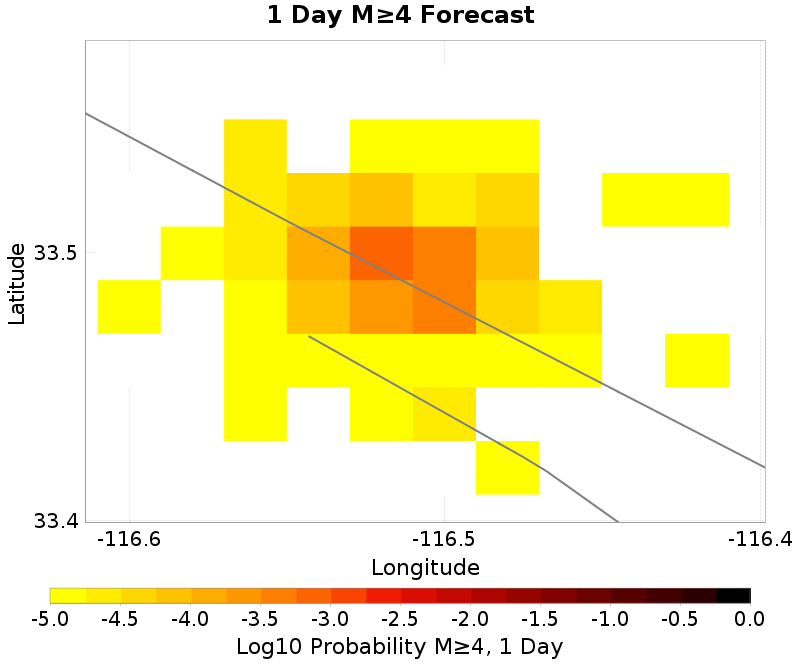 1 Day M≥4 Forecast
Latitude
33.5
33.4
-116.6 -116.5 -116.4
Longitude
-5.0 -4.5 -4.0 -3.5 -3.0 -2.5 -2.0 -1.5 -1.0 -0.5 0.0
Log10 Probability M≥4, 1 Day